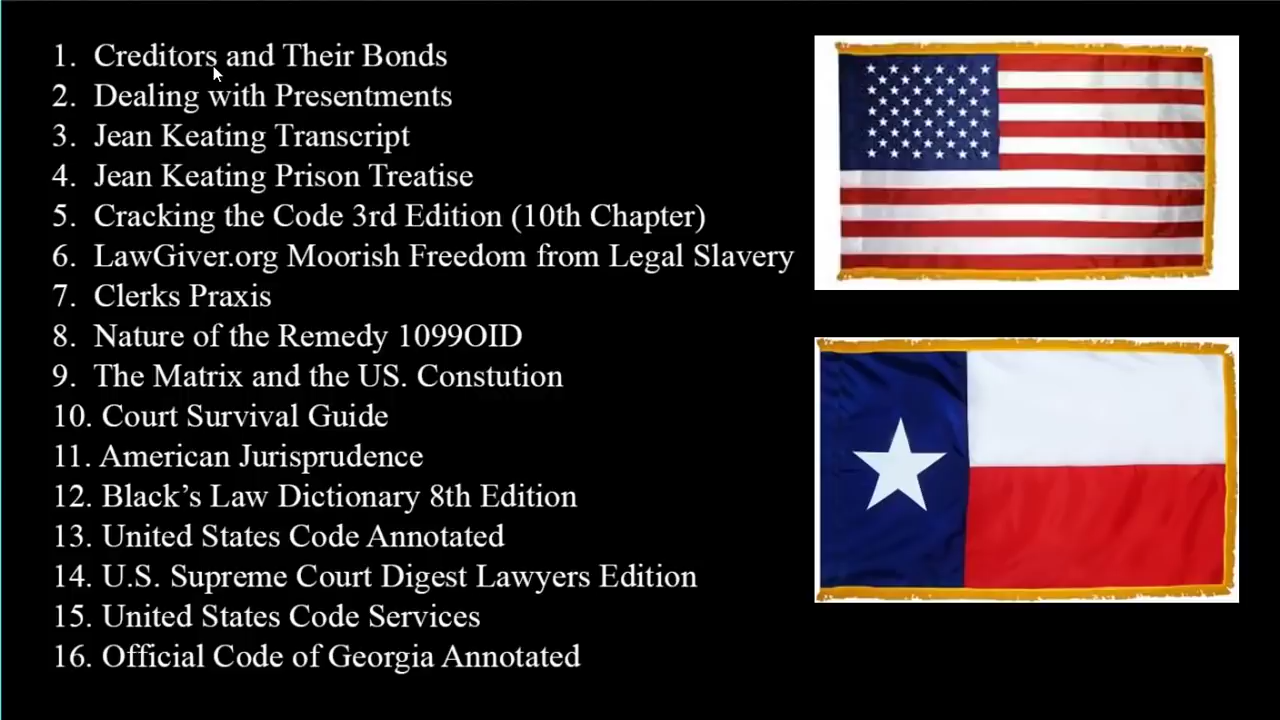 1. Creditors and Their Bonds
2. Dealing with Presentments
3. Jean Keating Transcript
4. Jean Keating Prison Treatise
5. Cracking the Code 3rd Edition (10th Chapter)
6. LawGiver.org Moorish Freedom from Legal Slavery
7. Clerks Praxis
8. Nature of the Remedy 1099OID
9. The Matrix and the US. Constution
10. Court Survival Guide
11. American Jurisprudence
12. Black’s Law Dictionary 8th Edition
13. United States Code Annotated
14. U.S. Supreme Court Digest Lawyers Edition
15. United States Code Services
16. Official Code of Georgia Annotated